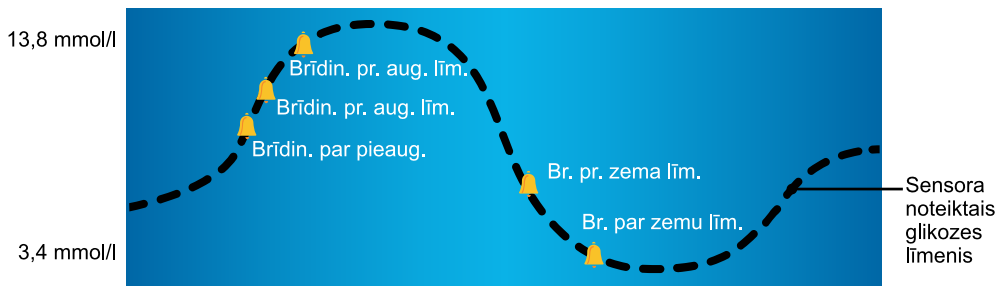 13,8 mmol/l
Brīdin. pr. aug. līm.
Brīdin. pr. aug. līm.
Brīdin. par pieaug.
Br. pr. zema līm.
Br. par zemu līm.
3,4 mmol/l
Sensora
noteiktais
glikozes
līmenis